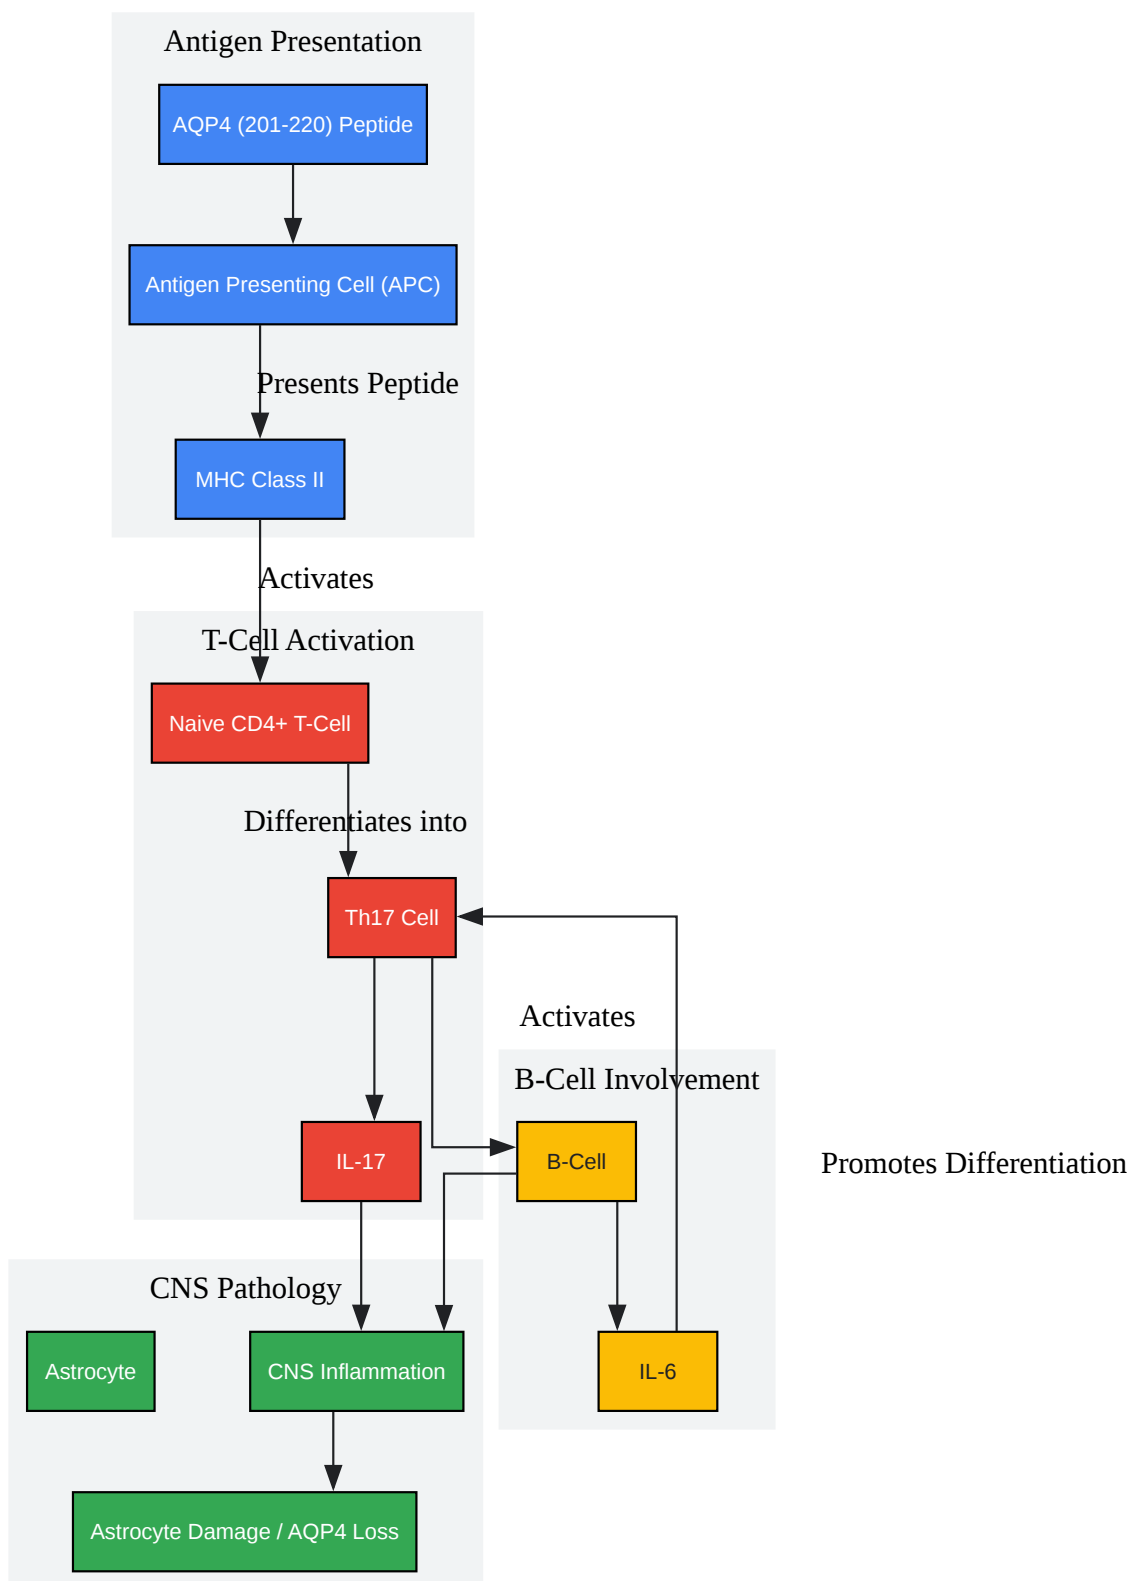 Antigen Presentation
AQP4 (201-220) Peptide
Antigen Presenting Cell (APC)
Presents Peptide
MHC Class II
Activates
T-Cell Activation
Naive CD4+ T-Cell
Differentiates into
Th17 Cell
Activates
B-Cell Involvement
IL-17
B-Cell
Promotes Differentiation
CNS Pathology
Astrocyte
CNS Inflammation
IL-6
Astrocyte Damage / AQP4 Loss